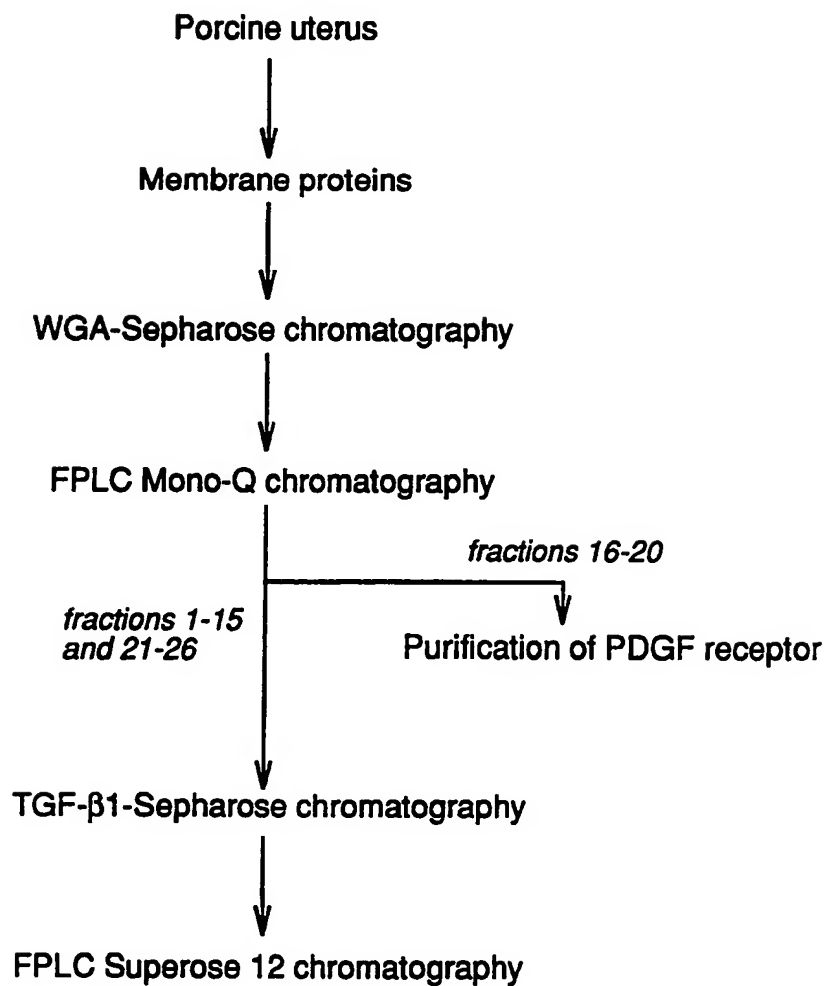 Porcine uterus
Membrane proteins
WGA-Sepharose chromatography
FPLC Mono-Q chromatography
fractions 16-20
fractions 1-15
and 21-26
Purification of PDGF receptor
TGF-β1-Sepharose chromatography
FPLC Superose 12 chromatography